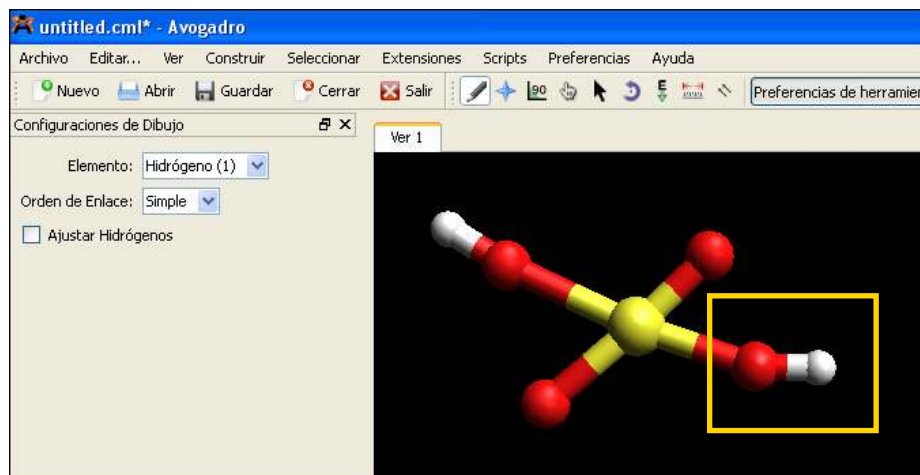 untitled.cml* - Avogadro
Archivo Editar... Ver Construir Seleccionar Extensiones Scripts Preferencias Ayuda
Nuevo Abrir Guardar Cerrar Salir 90 E Preferencias de herramien
Configuraciones de Dibujo
Ver 1
Elemento: Hidrógeno (1)
Orden de Enlace: Simple
Ajustar Hidrógenos